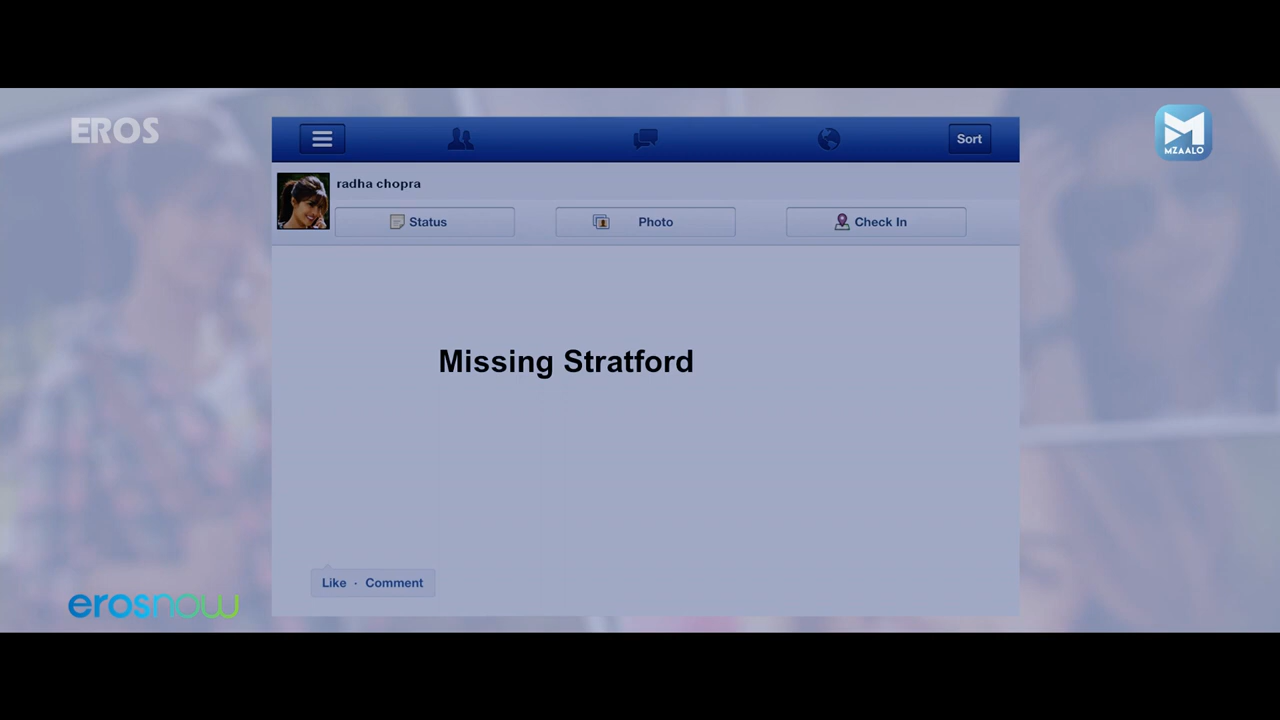 EROS
MZAALO
Sort
radha chopra
Status
Photo
Check In
Missing Stratford
Like · Comment
erosnow